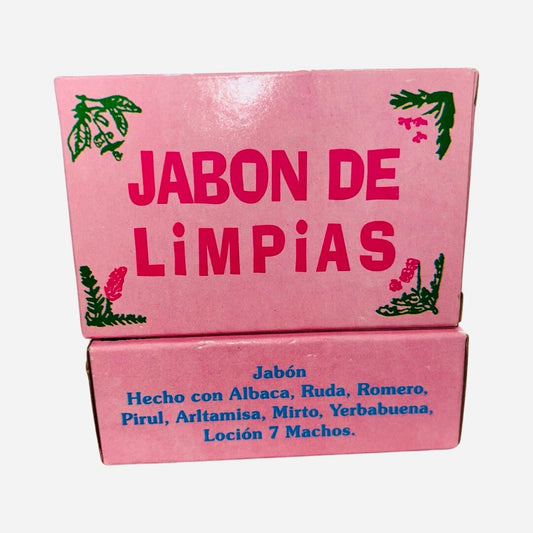 JABON DE
LiMPiAS
Jabón
Hecho con Albaca, Ruda, Romero,
Pirul, Arltamisa, Mirto, Yerbabuena,
Loción 7 Machos.